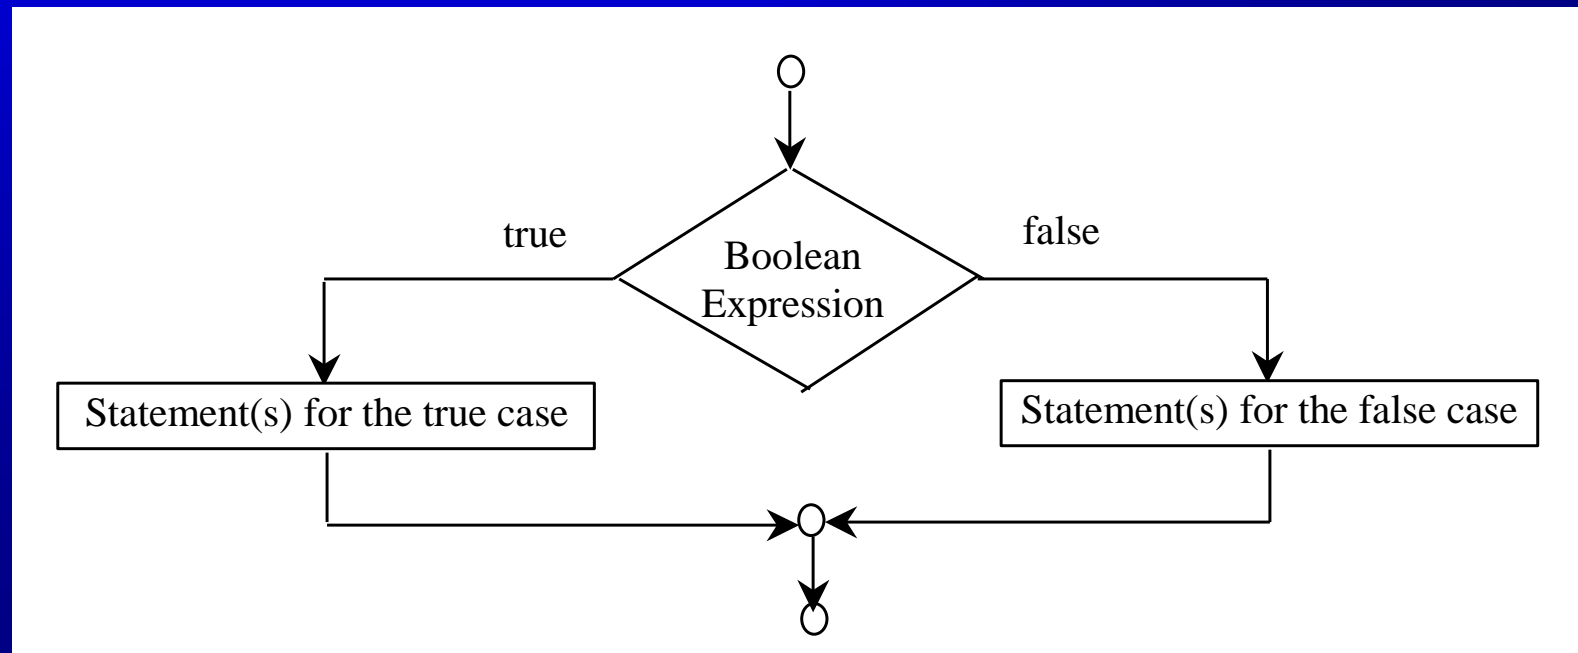 true
false
Boolean
Expression
Statement(s) for the true case
Statement(s) for the false case